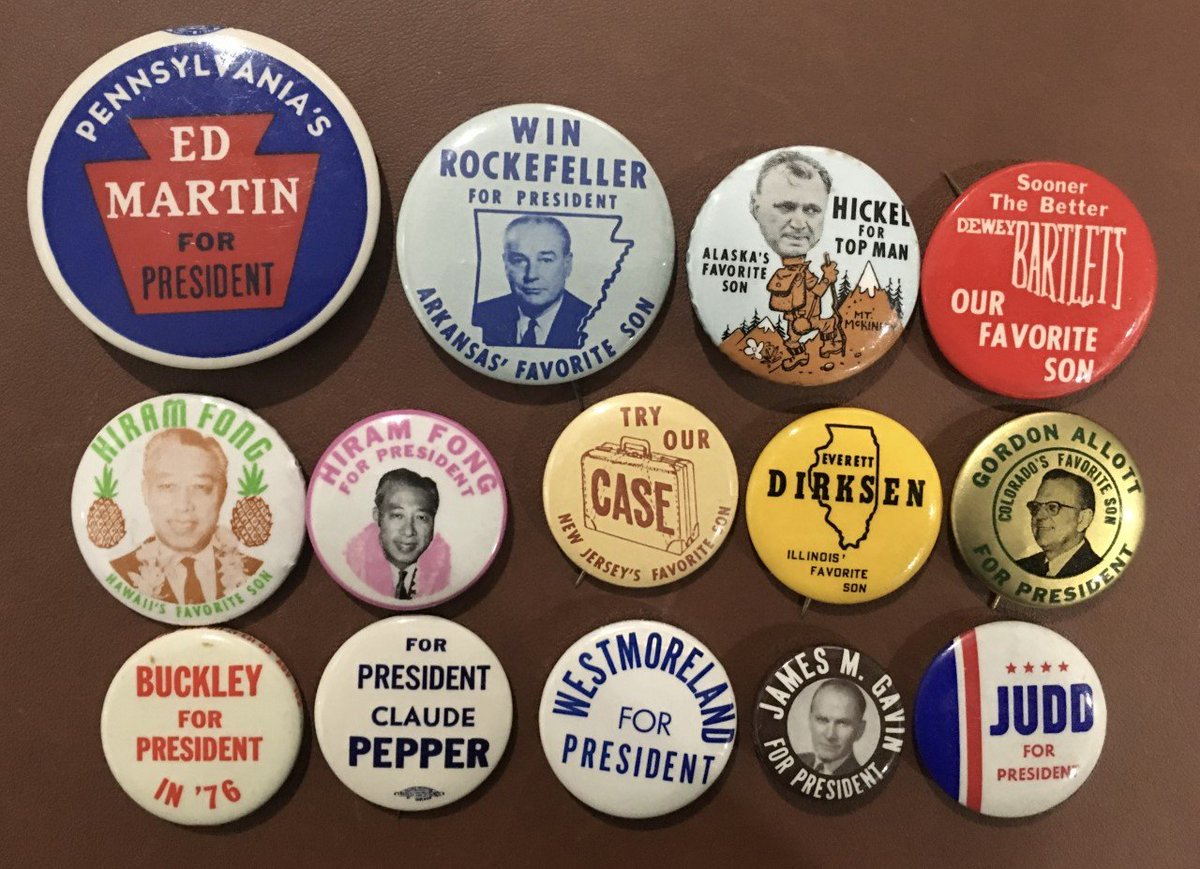 PENNSYLVANIA'S
ED
MARTIN
FOR
PRESIDENT
WIN
ROCKEFELLER
FOR PRESIDENT
ARKANSAS' FAVORITE SON
HICKEL
FOR
TOP MAN
ALASKA'S
FAVORITE
SON
MT.
McKINLEY
Sooner
The Better
DEWEY
BARTLETS
OUR
FAVORITE
SON
HIRAM FONG
HAWAII'S FAVORITE SON
HIRAM FONG
FOR PRESIDENT
TRY
OUR
CASE
NEW JERSEY'S FAVORITE SON
EVERETT
DIRKSEN
ILLINOIS'
FAVORITE
SON
GORDON ALLOTT
COLORADO'S FAVORITE SON
FOR PRESIDENT
BUCKLEY
FOR
PRESIDENT
IN '76
FOR
PRESIDENT
CLAUDE
PEPPER
WESTMORELAND
FOR
PRESIDENT
JAMES M. GAVIN
FOR PRESIDENT
JUDD
FOR
PRESIDENT